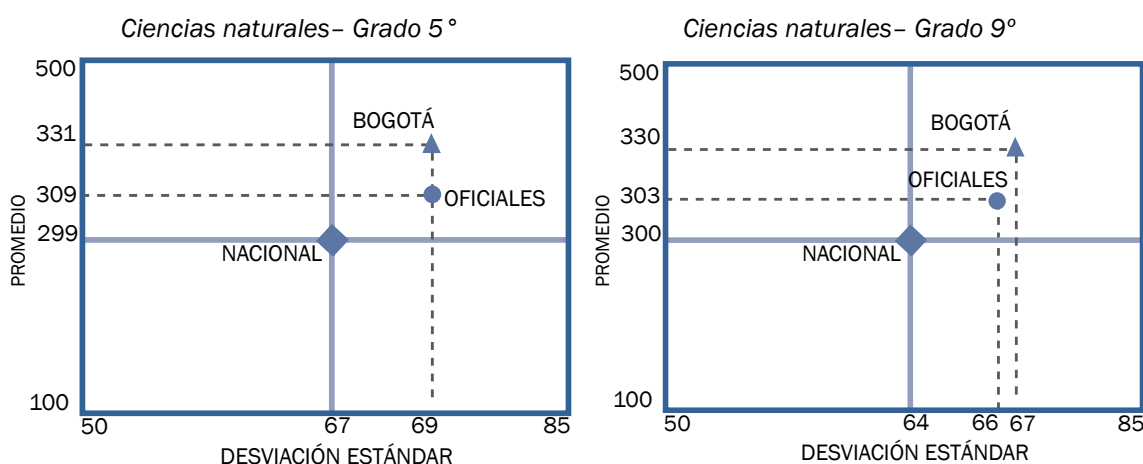 Ciencias naturales– Grado 5°
500
331
309
299
100
PROMEDIO
BOGOTÁ
OFICIALES
NACIONAL
50 67 69 85
DESVIACIÓN ESTÁNDAR
Ciencias naturales– Grado 9º
500
330
303
300
100
PROMEDIO
BOGOTÁ
OFICIALES
NACIONAL
50 64 66 67 85
DESVIACIÓN ESTÁNDAR